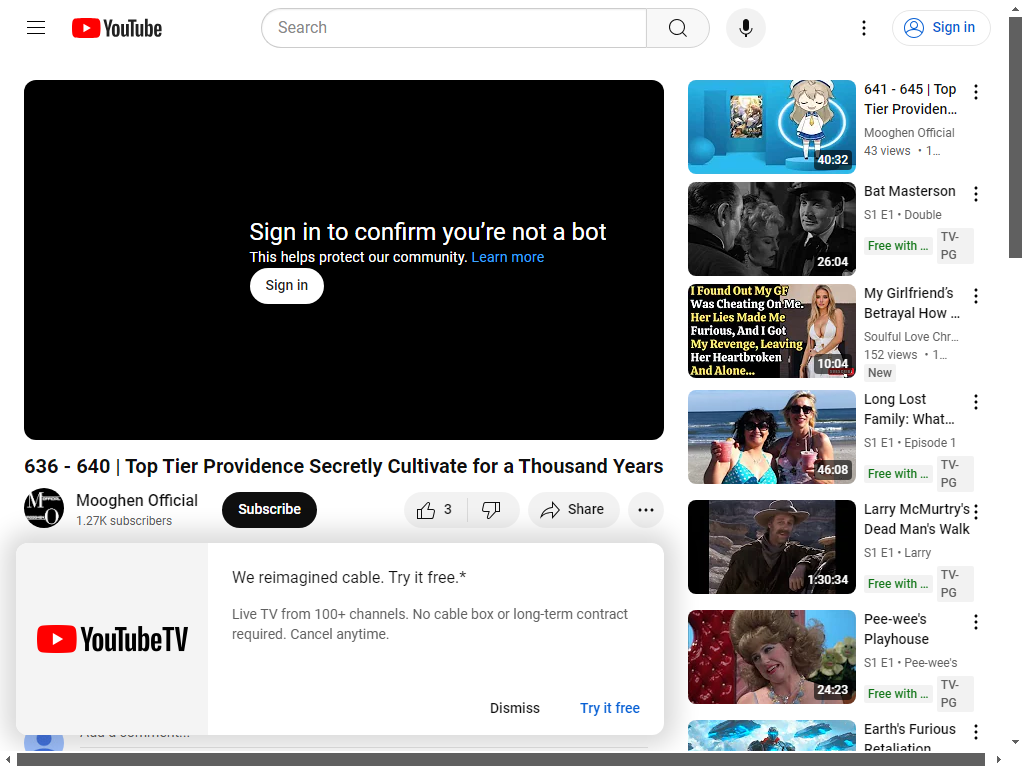 YouTube
Search
Sign in
Sign in to confirm you’re not a bot
This helps protect our community. Learn more
Sign in
636 - 640 | Top Tier Providence Secretly Cultivate for a Thousand Years
Mooghen Official
1.27K subscribers
Subscribe
3
Share
YouTubeTV
We reimagined cable. Try it free.*
Live TV from 100+ channels. No cable box or long-term contract
required. Cancel anytime.
Dismiss
Try it free
Add a comment...
40:32
641 - 645 | Top
Tier Providen...
Mooghen Official
43 views • 1...
26:04
Bat Masterson
S1 E1 • Double
Free with ...
TV-
PG
I Found Out My GF
Was Cheating On Me.
Her Lies Made Me
Furious, And I Got
My Revenge, Leaving
Her Heartbroken
And Alone...
10:04
My Girlfriend’s
Betrayal How ...
Soulful Love Chr...
152 views • 1...
New
46:08
Long Lost
Family: What...
S1 E1 • Episode 1
Free with ...
TV-
PG
1:30:34
Larry McMurtry's
Dead Man's Walk
S1 E1 • Larry
Free with ...
TV-
PG
24:23
Pee-wee's
Playhouse
S1 E1 • Pee-wee's
Free with ...
TV-
PG
Earth's Furious
Retaliation